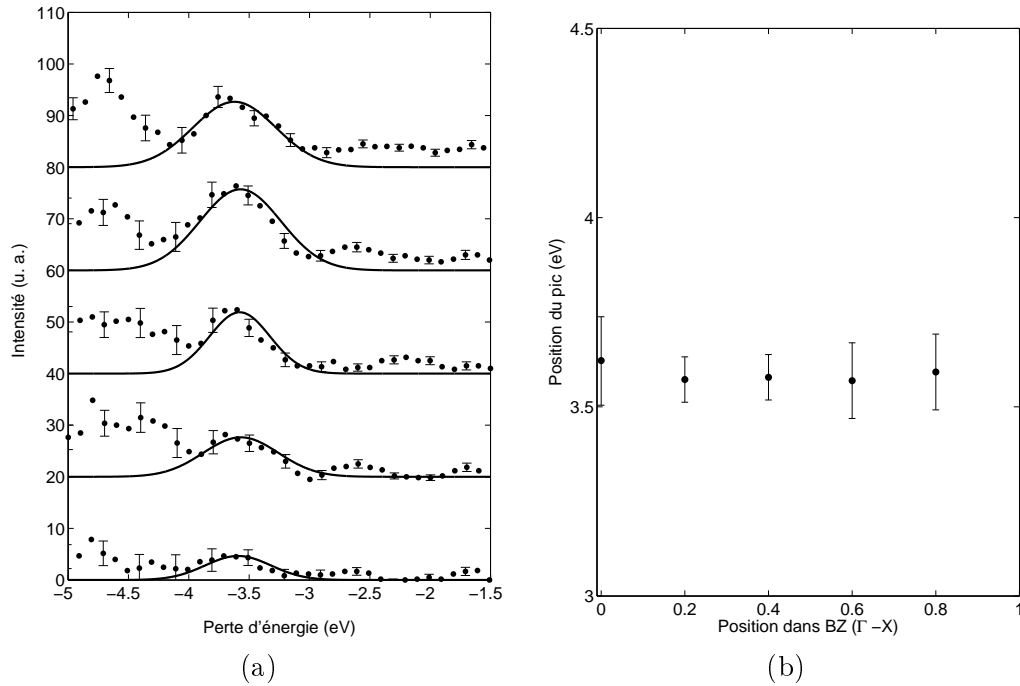 110
100
90
80
70
60
50
40
30
20
10
0
Intensité (u. a.)
−5 −4.5 −4 −3.5 −3 −2.5 −2 −1.5
Perte d'énergie (eV)
(a)
4.5
4
3.5
3
Position du pic (eV)
0 0.2 0.4 0.6 0.8 1
Position dans BZ (Γ −X)
(b)